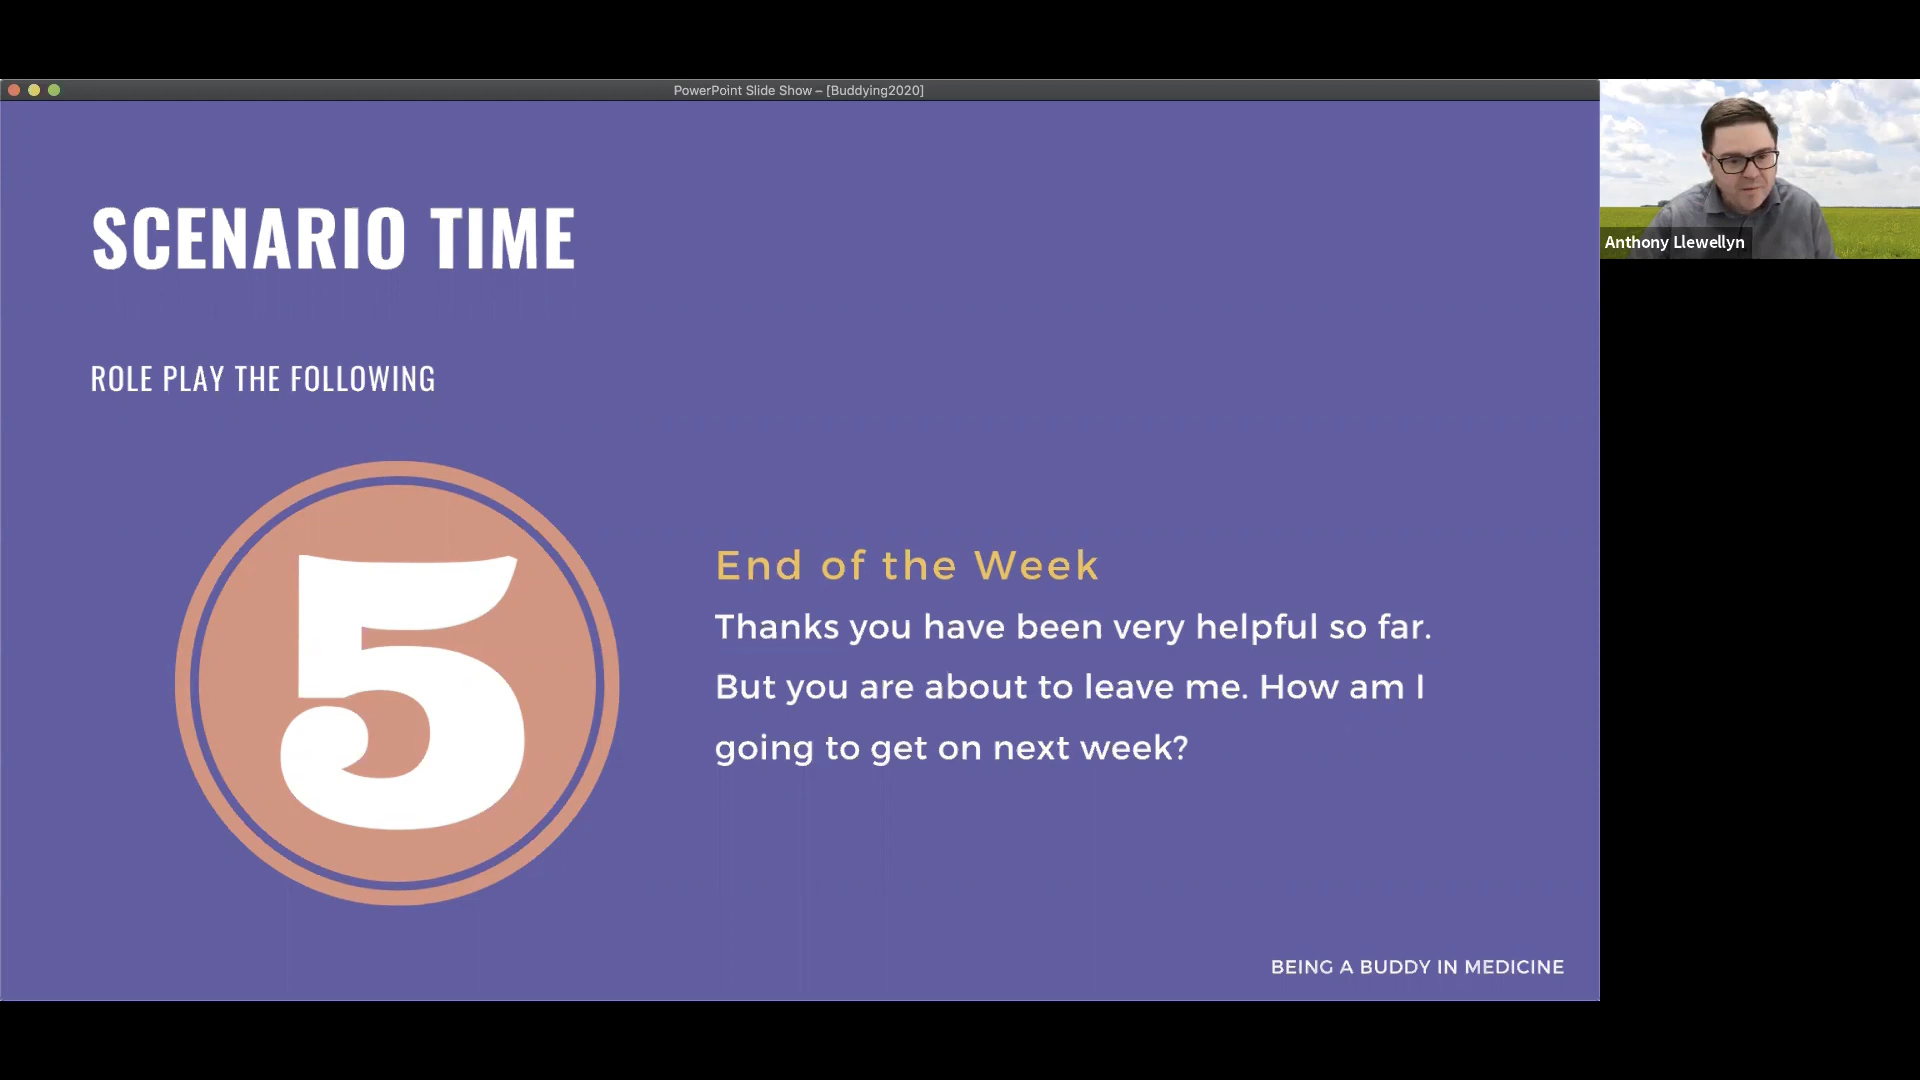 PowerPoint Slide Show – [Buddying2020]
SCENARIO TIME
ROLE PLAY THE FOLLOWING
5
End of the Week
Thanks you have been very helpful so far.
But you are about to leave me. How am I
going to get on next week?
BEING A BUDDY IN MEDICINE
Anthony Llewellyn